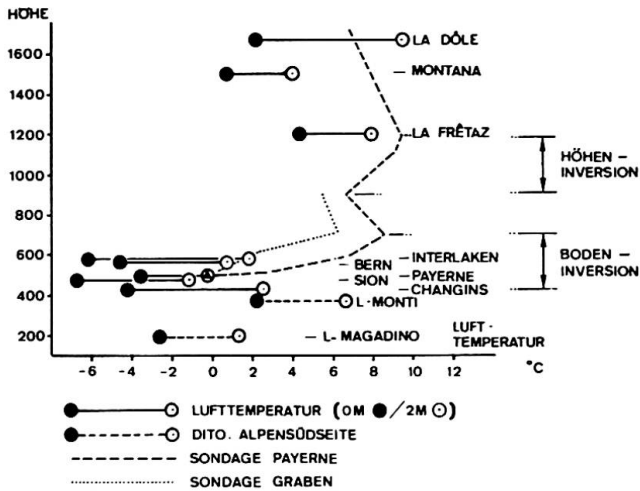 HÖHE
1600
LA DÔLE
1400
MONTANA
1200
LA FRÊTAZ
HÖHEN-
INVERSION
1000
800
600
INTERLAKEN
BERN
BODEN-
INVERSION
SION
PAYERNE
400
CHANGINS
L-MONTI
200
L-MAGADINO
LUFT-
TEMPERATUR
-6 -4 -2 0 2 4 6 8 10 12 °C
LUFTTEMPERATUR (0M / 2M)
DITO. ALPENSÜDSEITE
SONDAGE PAYERNE
SONDAGE GRABEN